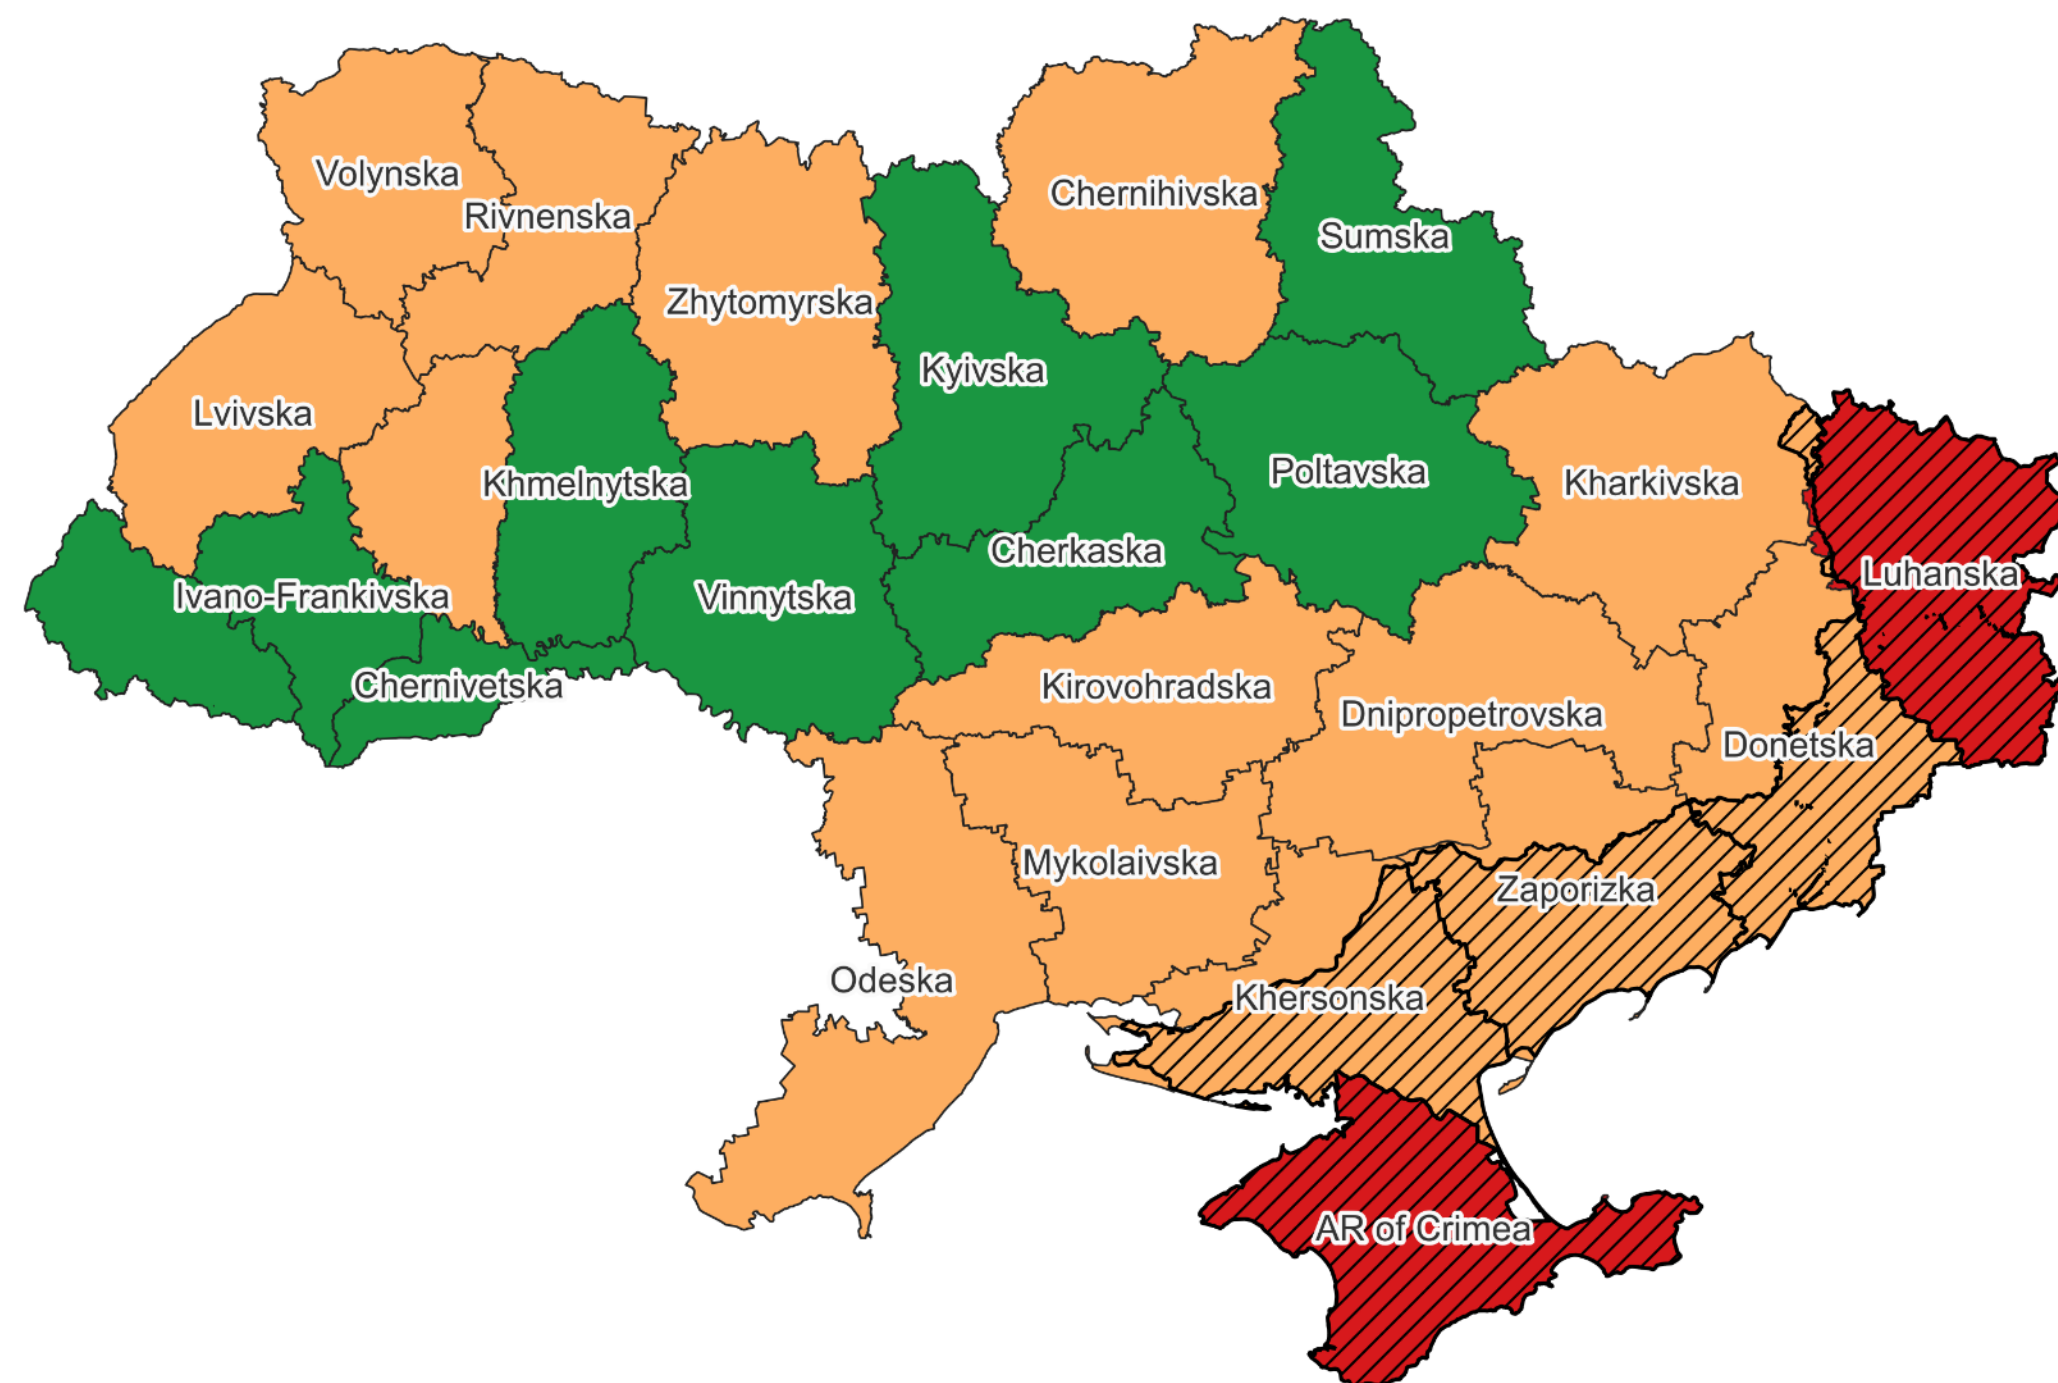 Volynska
Rivnenska
Chernihivska
Sumska
Zhytomyrska
Kyivska
Lvivska
Khmelnytska
Poltavska
Kharkivska
Cherkaska
Luhanska
Ivano-Frankivska
Vinnytska
Chernivetska
Kirovohradska
Dnipropetrovska
Donetska
Mykolaivska
Zaporizka
Odeska
Khersonska
AR of Crimea